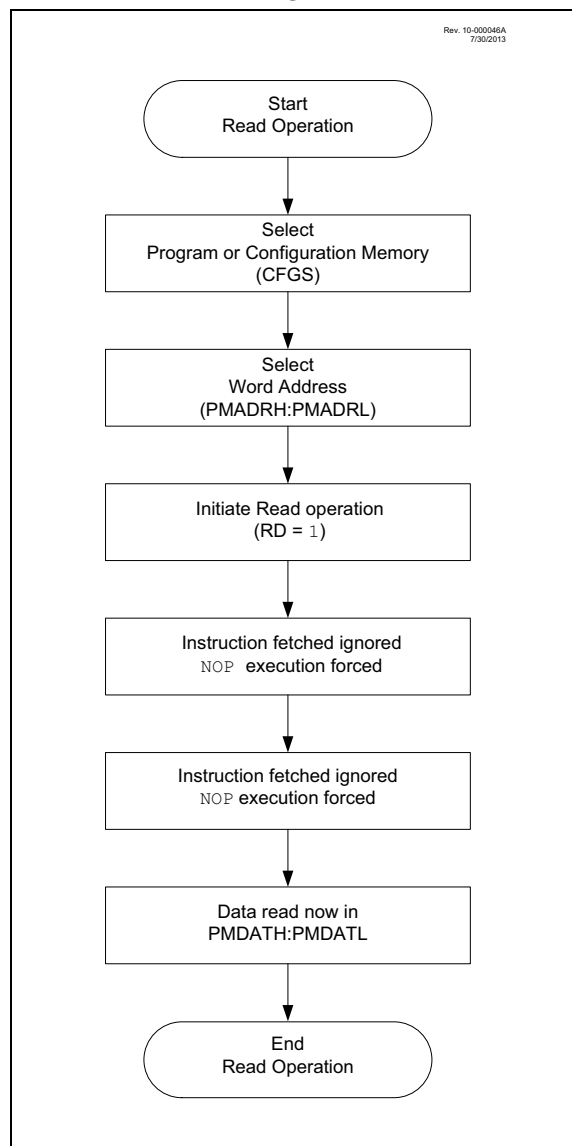 Rev. 10-000046A
7/30/2013
Start
Read Operation
Select
Program or Configuration Memory
(CFGS)
Select
Word Address
(PMADRH:PMADRL)
Initiate Read operation
(RD = 1)
Instruction fetched ignored
NOP execution forced
Instruction fetched ignored
NOP execution forced
Data read now in
PMDATH:PMDATL
End
Read Operation